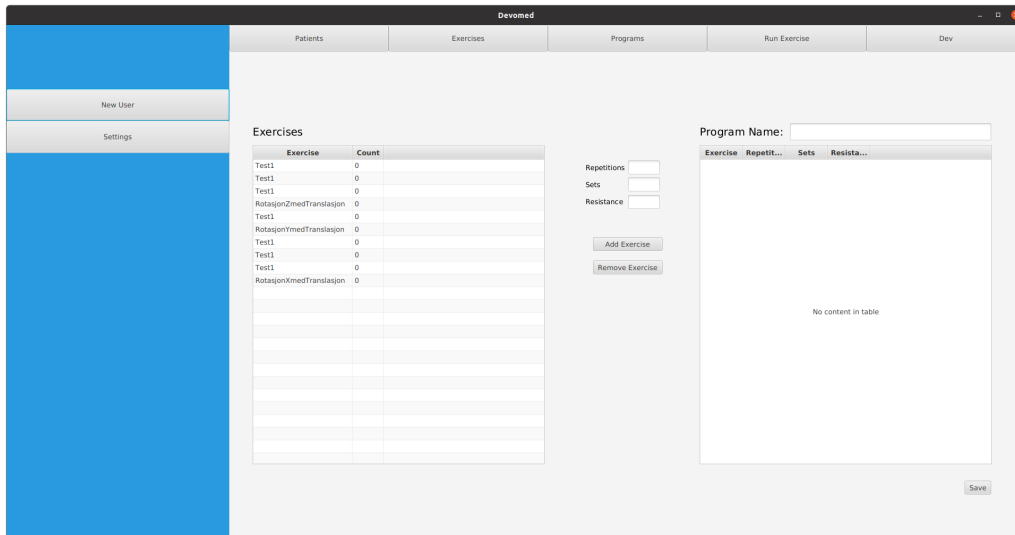 Devomed
Patients Exercises Programs Run Exercise Dev
New User
Settings
Exercises
Exercise Count
Test1 0
Test1 0
Test1 0
RotasjonZmedTranslasjon 0
Test1 0
RotasjonYmedTranslasjon 0
Test1 0
Test1 0
Test1 0
RotasjonXmedTranslasjon 0
Repetitions
Sets
Resistance
Add Exercise
Remove Exercise
Program Name:
Exercise Repetit... Sets Resista...
No content in table
Save